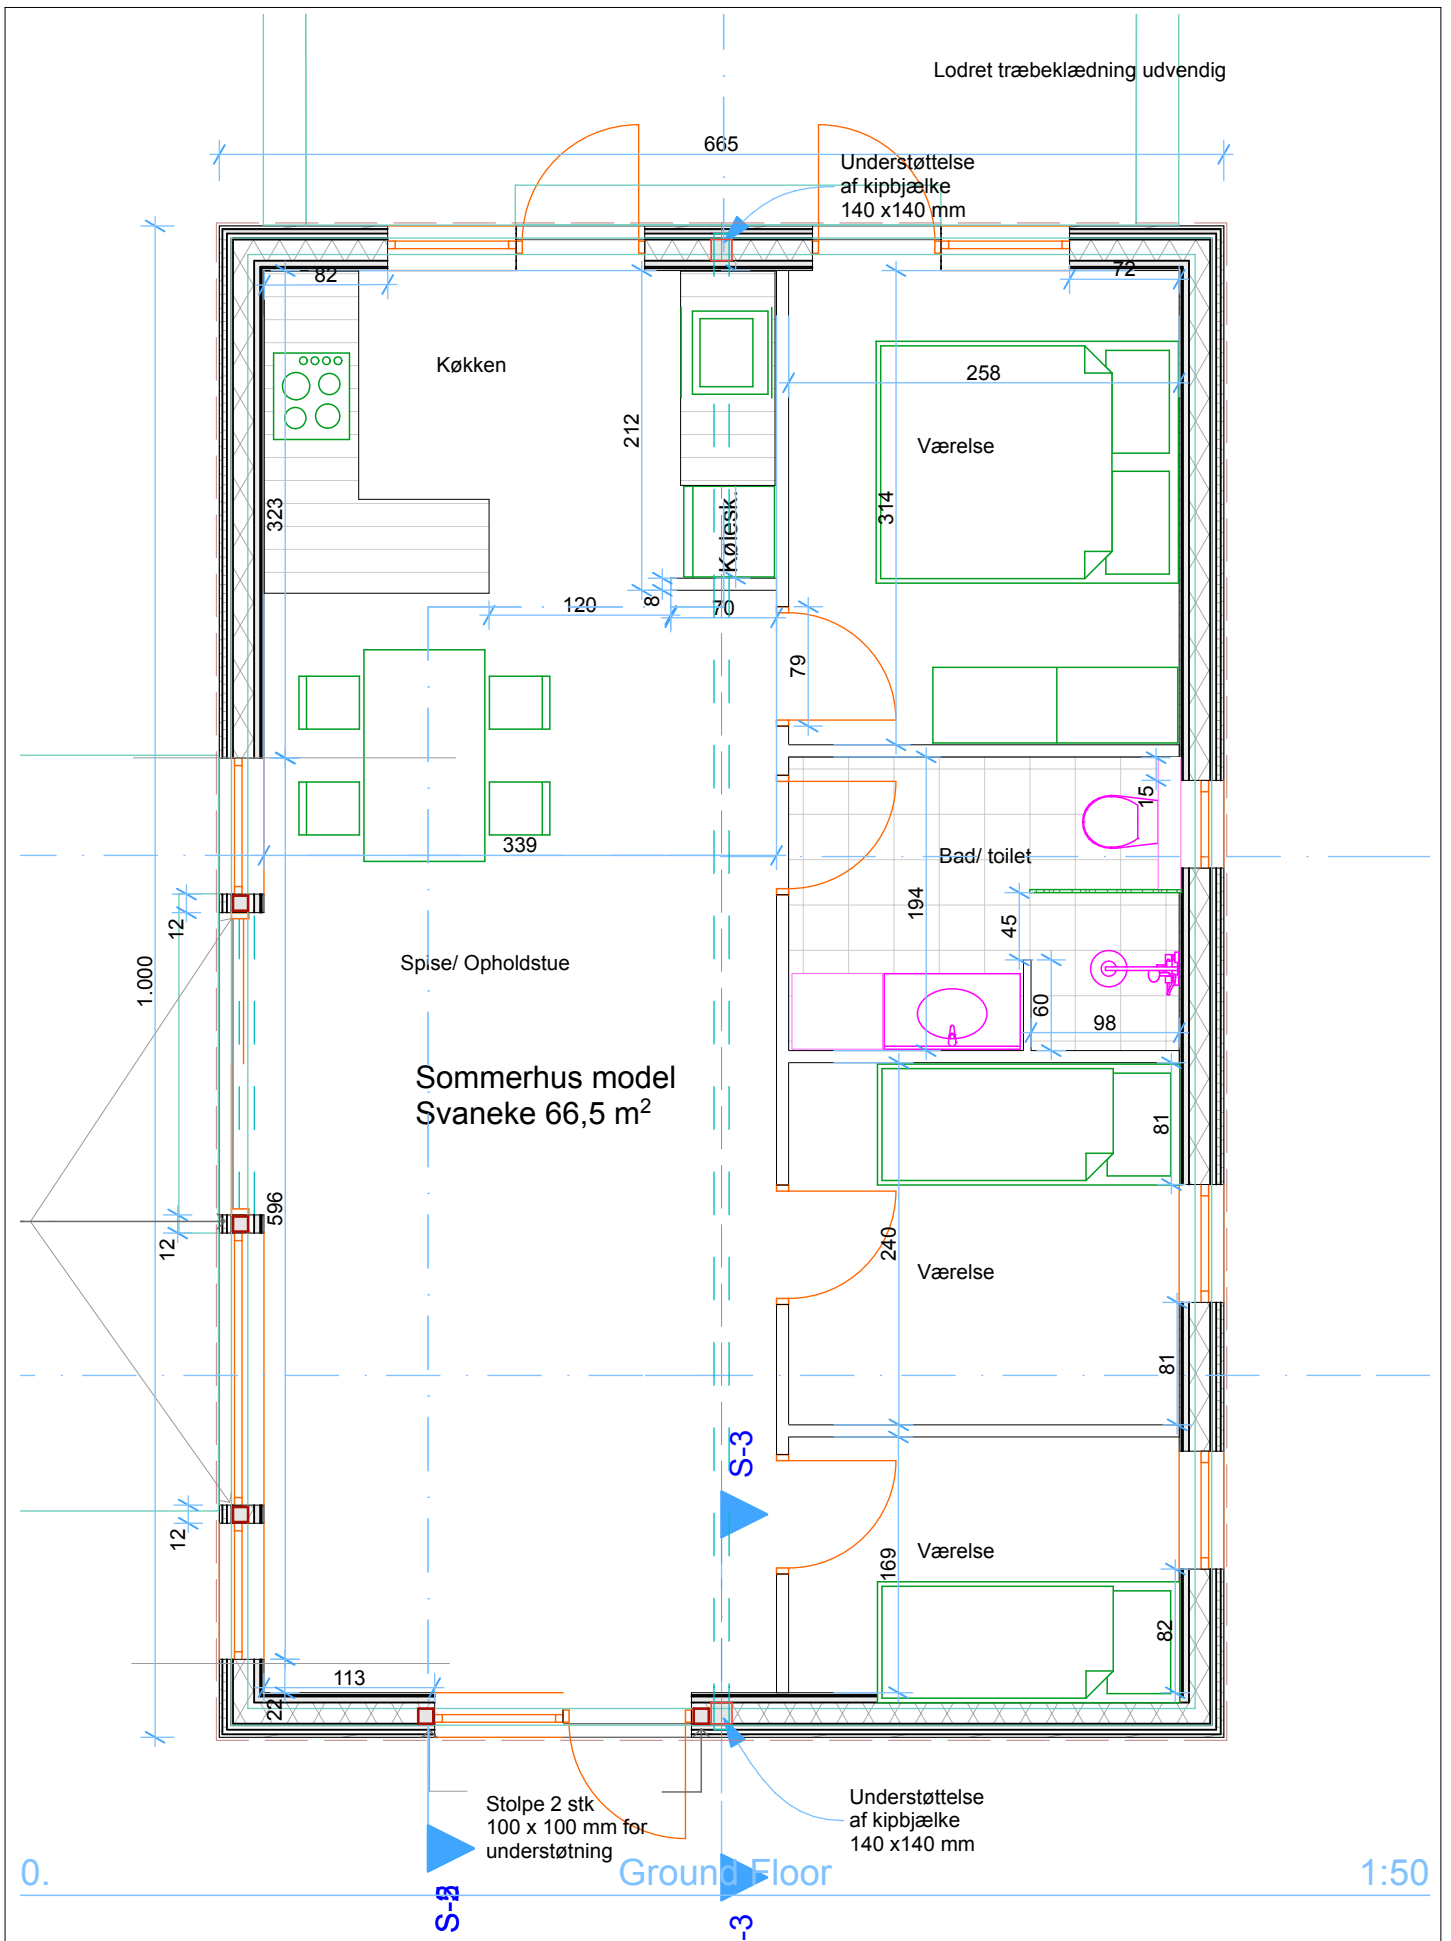 Lodret træbeklædning udvendig
665
Understøttelse
af kipbjælke
140 x140 mm
82
72
Køkken
258
212
Værelse
323
314
Køiesk.
120
8
70
79
15
339
Bad/ toilet
194
45
12
Spise/ Opholdstue
1.000
60
98
Sommerhus model
Svaneke 66,5 m²
81
596
12
240
Værelse
81
S-3
12
Værelse
169
82
113
22
Stolpe 2 stk
100 x 100 mm for
understøtning
Understøttelse
af kipbjælke
140 x140 mm
0.
Ground Floor
1:50
-3